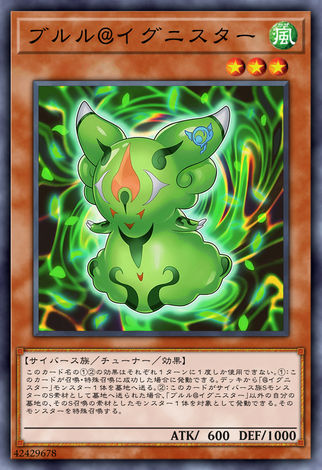 ブルル@イグニスター
風
【サイバース族／チューナー／効果】
このカード名の①②の効果はそれぞれ１ターンに１度しか使用できない。①：こ
のカードが召喚・特殊召喚に成功した場合に発動できる。デッキから「@イグニ
スター」モンスター１体を墓地へ送る。②：このカードがサイバース族Sモンスタ
ーのS素材として墓地へ送られた場合、「ブルル@イグニスター」以外の自分の
墓地の、そのS召喚の素材としたモンスター１体を対象として発動できる。そのモ
ンスターを特殊召喚する。
ATK/ 600 DEF/1000
42429678